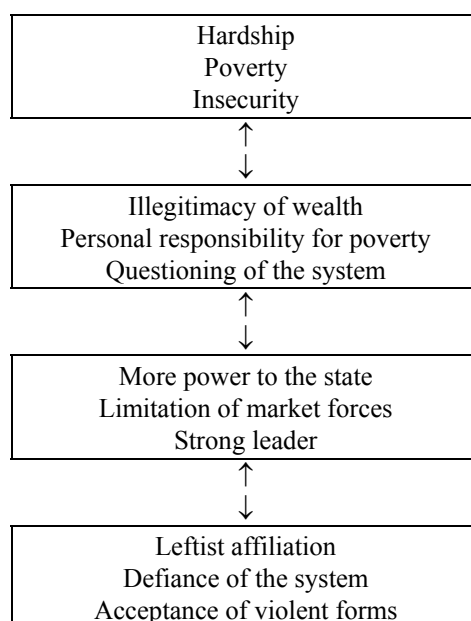 Hardship
Poverty
Insecurity
↑
↓
Illegitimacy of wealth
Personal responsibility for poverty
Questioning of the system
↑
↓
More power to the state
Limitation of market forces
Strong leader
↑
↓
Leftist affiliation
Defiance of the system
Acceptance of violent forms